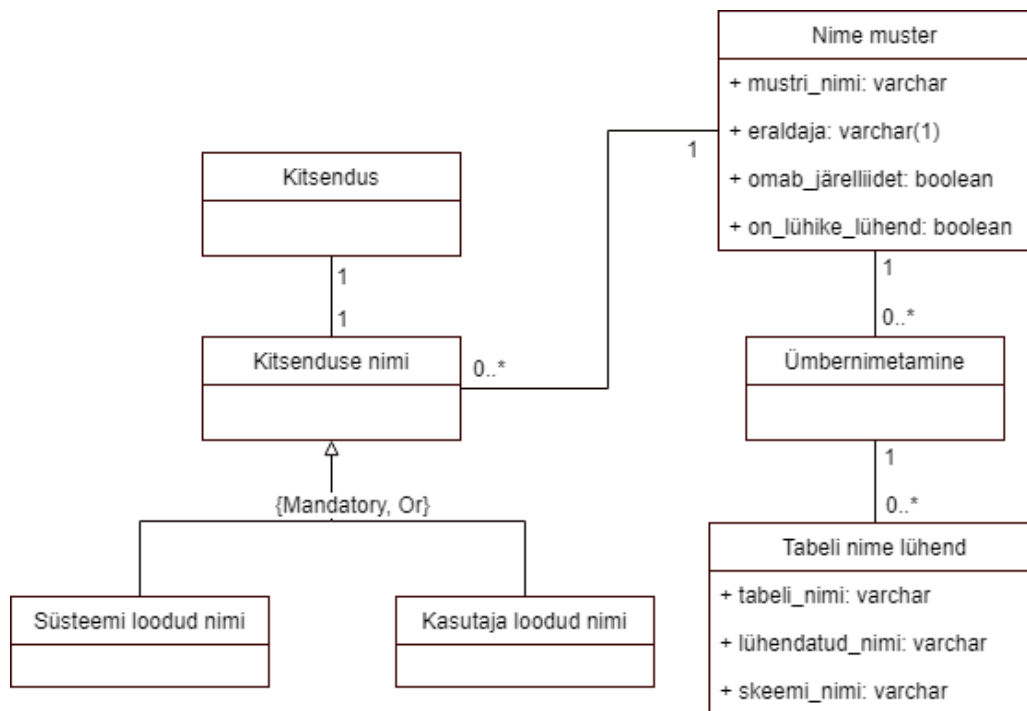 Nime muster
+ mustri_nimi: varchar
+ eraldaja: varchar(1)
+ omab_järelliidet: boolean
+ on_lühike_lühend: boolean
1
1
0..*
Kitsendus
1
1
Kitsenduse nimi
0..*
{Mandatory, Or}
Süsteemi loodud nimi
Kasutaja loodud nimi
Ümbernimetamine
1
0..*
Tabeli nime lühend
+ tabeli_nimi: varchar
+ lühendatud_nimi: varchar
+ skeemi_nimi: varchar